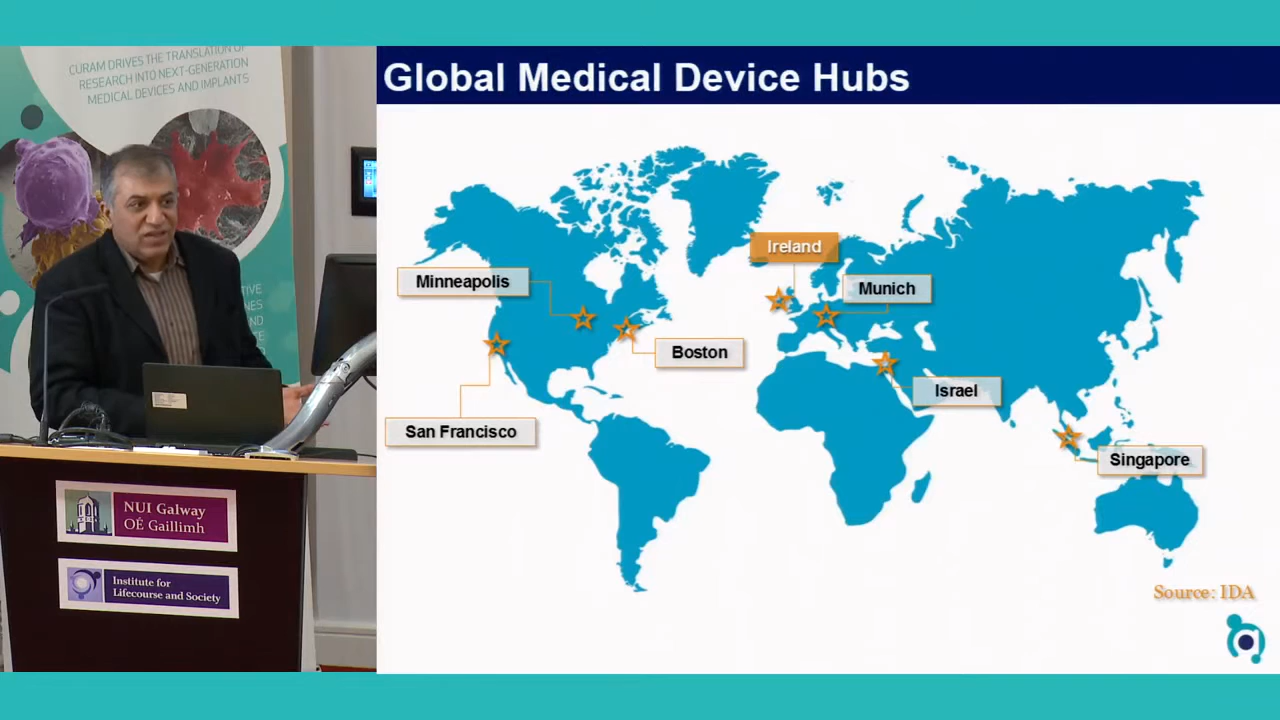 CÚRAM DRIVES THE TRANSLATION OF
RESEARCH INTO NEXT-GENERATION
MEDICAL DEVICES AND IMPLANTS
NUI Galway
OÉ Gaillimh
Institute for
Lifecourse and Society
Global Medical Device Hubs
Ireland
Minneapolis
Munich
Boston
Israel
San Francisco
Singapore
Source: IDA